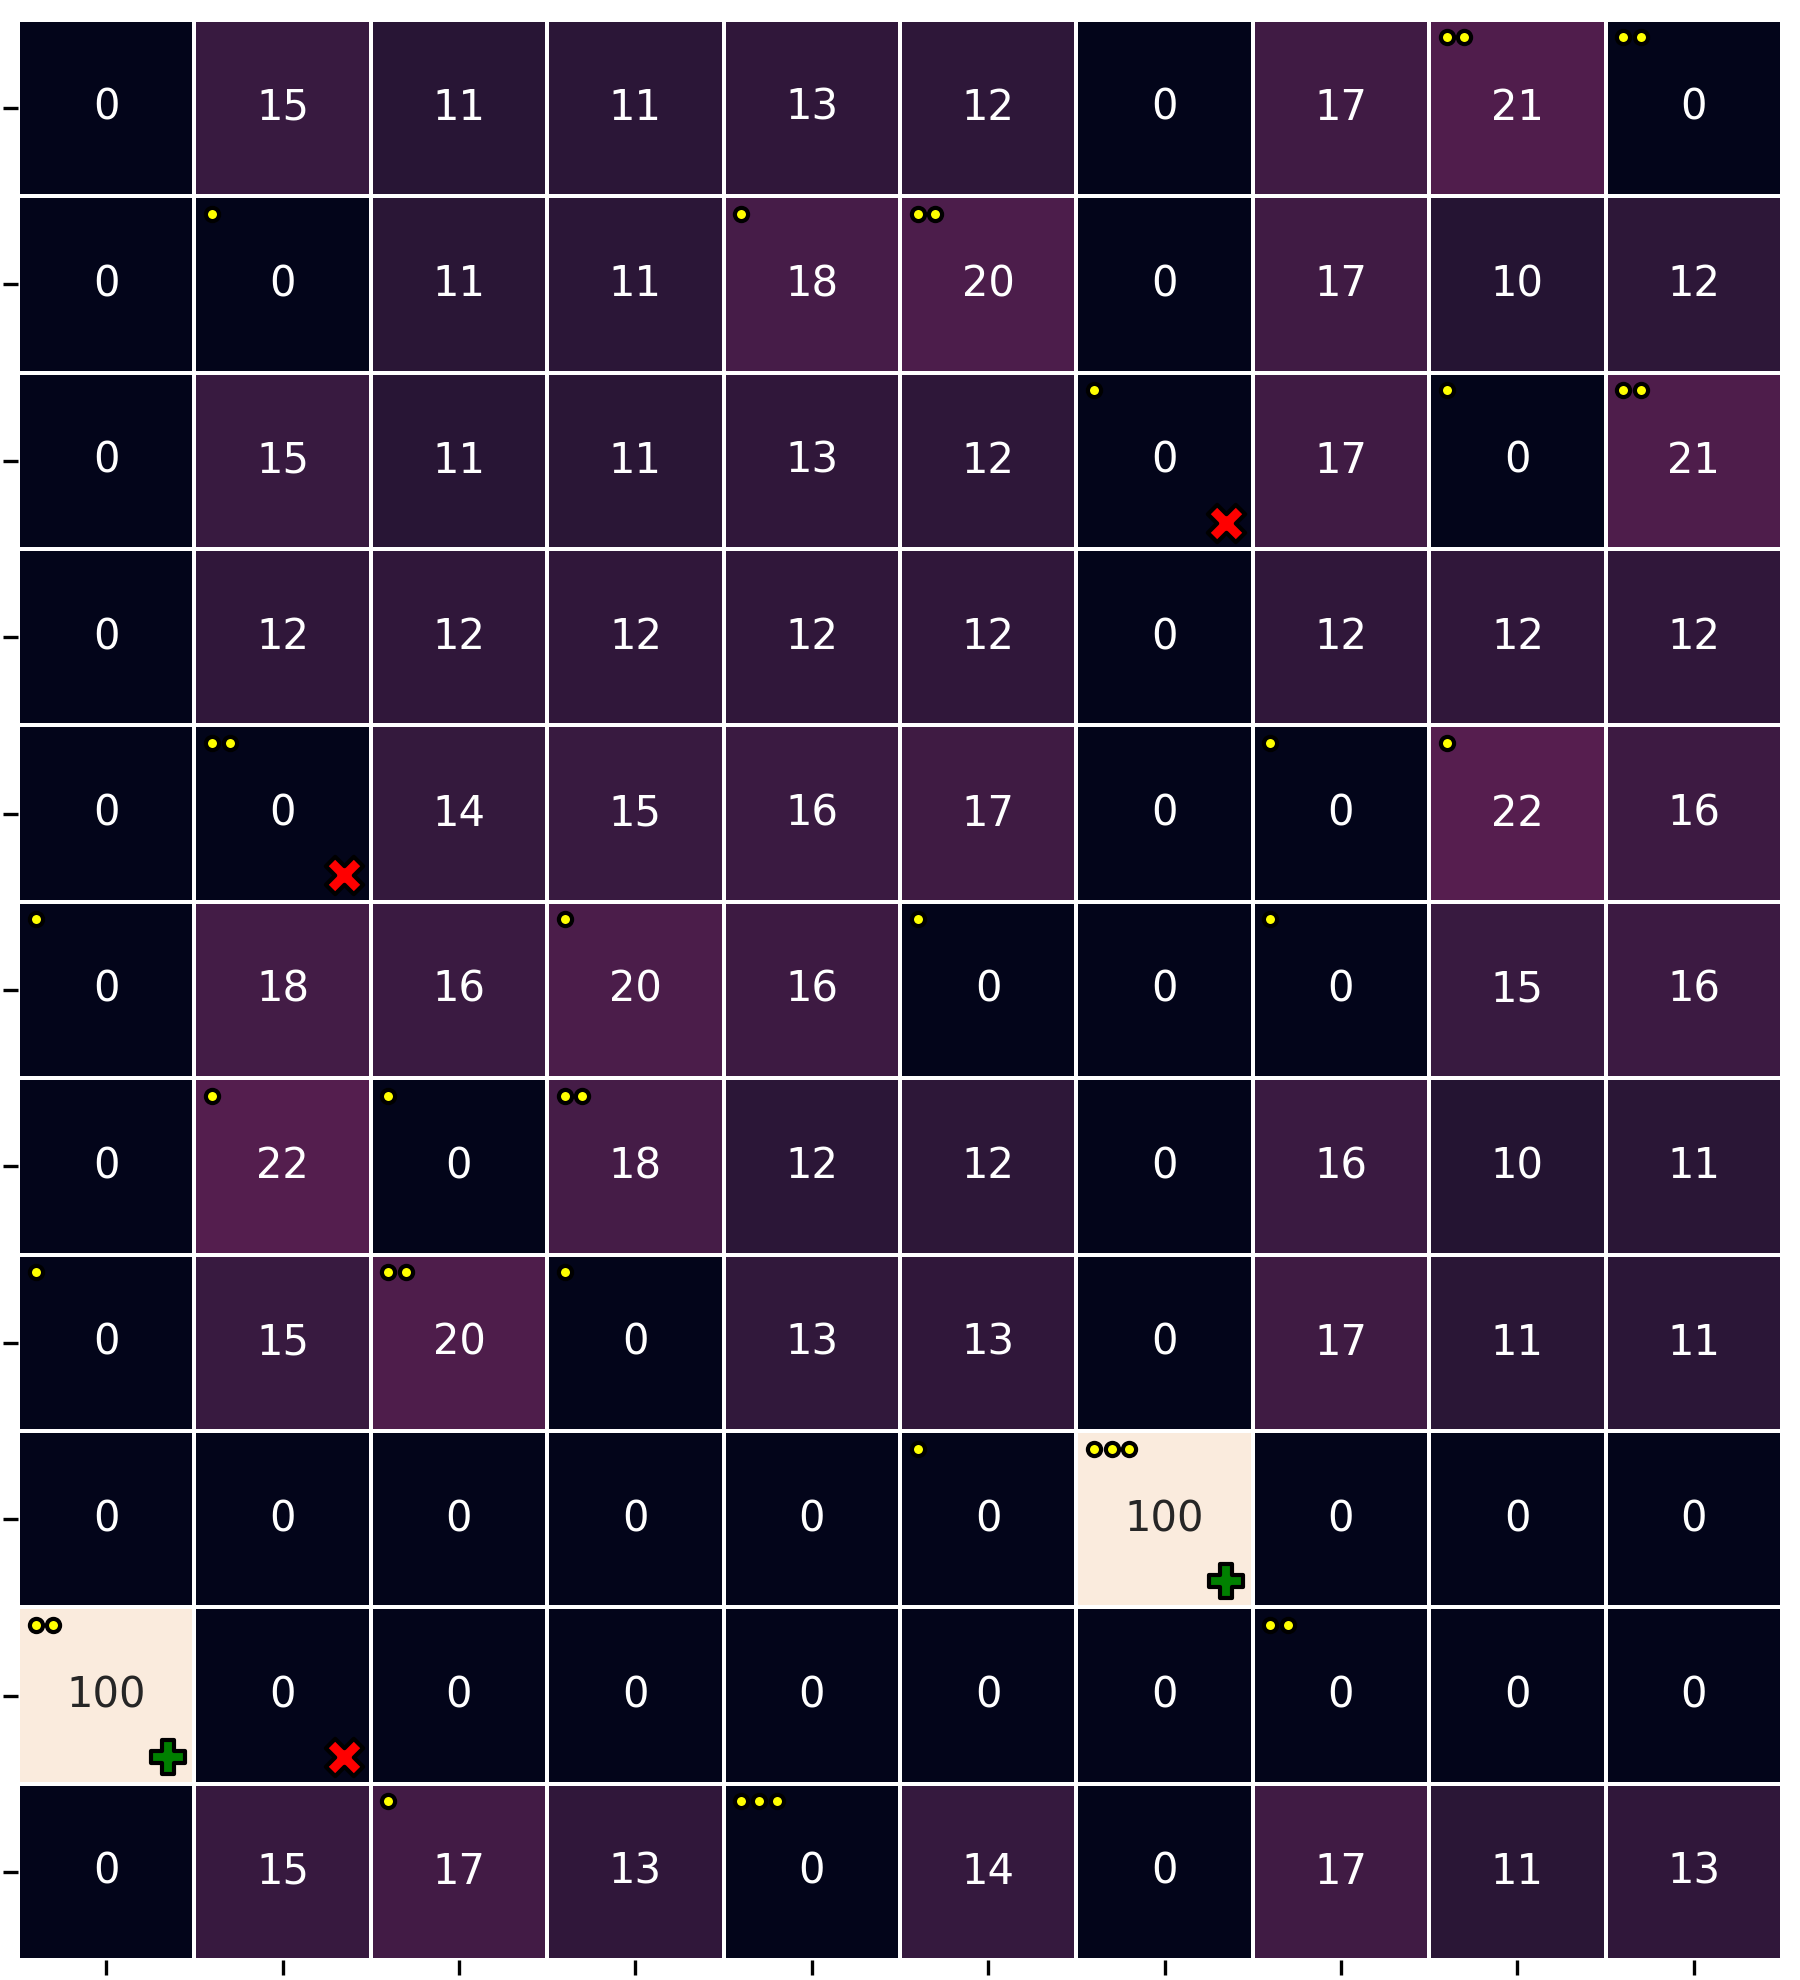 0 15 11 11 13 12 0 17 21 0
0 0 11 11 18 20 0 17 10 12
0 15 11 11 13 12 0 17 0 21
0 12 12 12 12 12 0 12 12 12
0 0 14 15 16 17 0 0 22 16
0 18 16 20 16 0 0 0 15 16
0 22 0 18 12 12 0 16 10 11
0 15 20 0 13 13 0 17 11 11
0 0 0 0 0 0 100 0 0 0
100 0 0 0 0 0 0 0 0 0
0 15 17 13 0 14 0 17 11 13